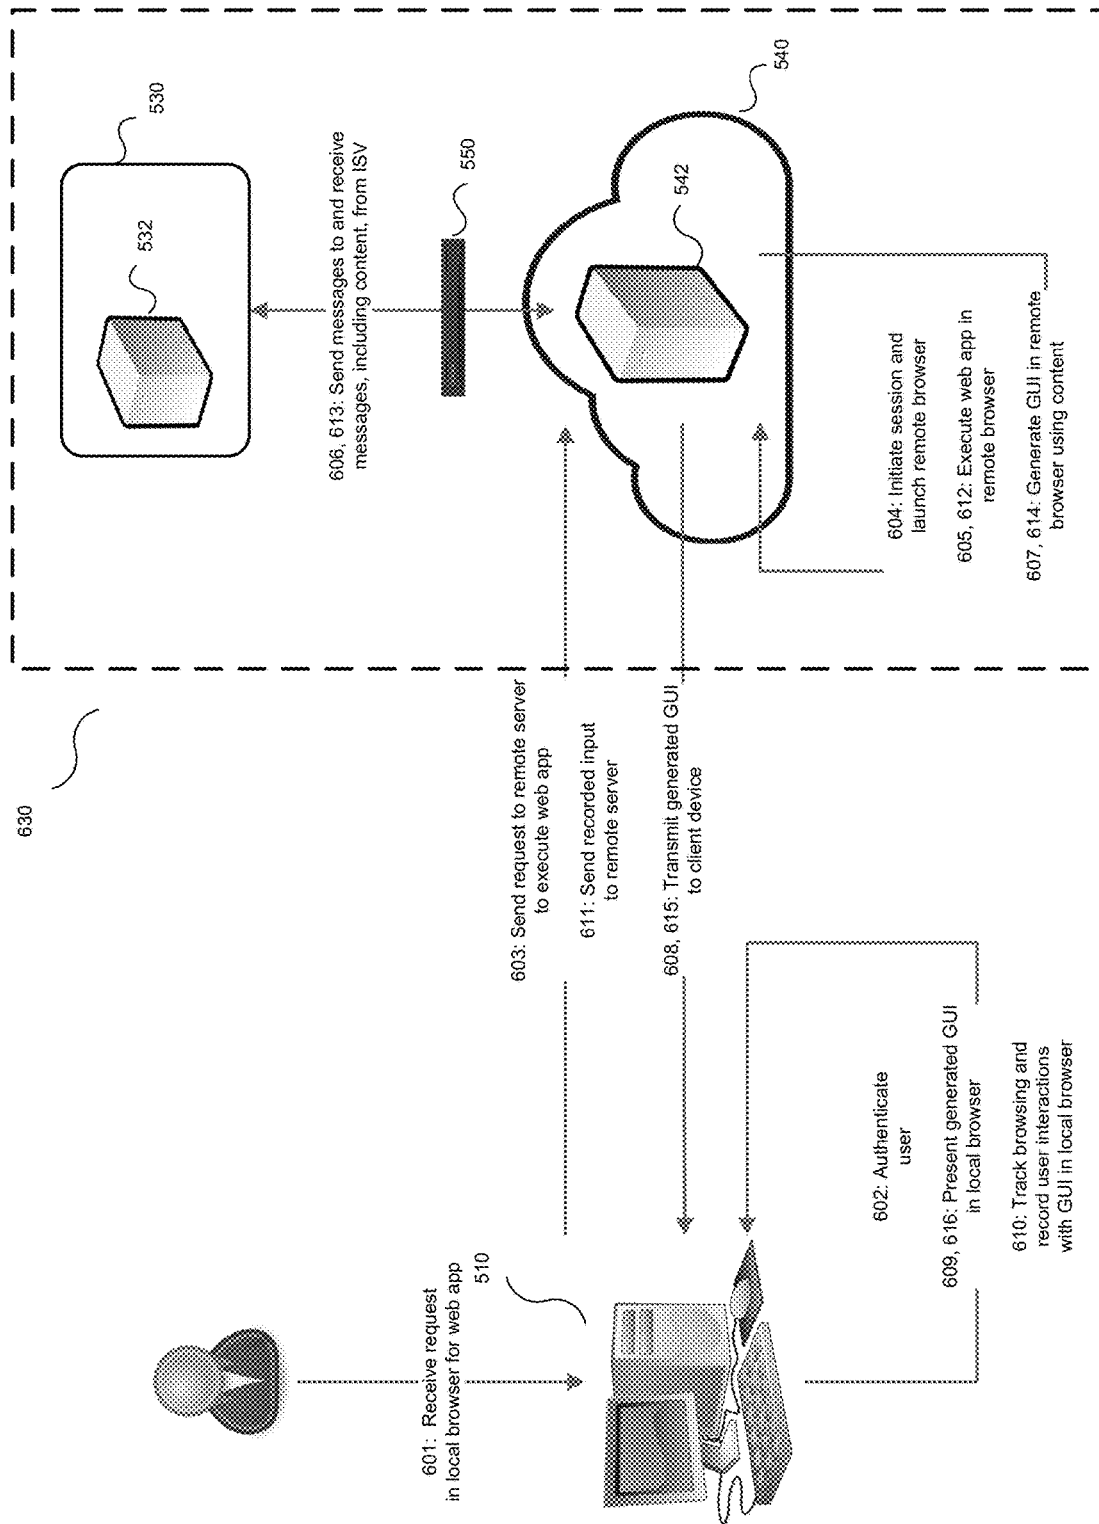 630
601: Receive request
in local browser for web app
510
603: Send request to remote server
to execute web app
611: Send recorded input
to remote server
608, 615: Transmit generated GUI
to client device
602: Authenticate
user
609, 616: Present generated GUI
in local browser
610: Track browsing and
record user interactions
with GUI in local browser
530
532
606, 613: Send messages to and receive
messages, including content, from ISV
550
540
542
604: Initiate session and
launch remote browser
605, 612: Execute web app in
remote browser
607, 614: Generate GUI in remote
browser using content